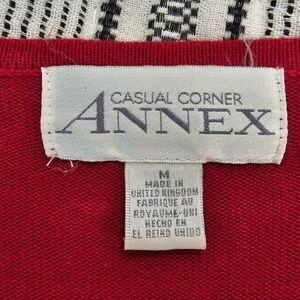 CASUAL CORNER
ANNEX
M
MADE IN
UNITED KINGDOM
FABRIQUE AU
ROYAUME-UNI
HECHO EN
EL REINO UNIDO